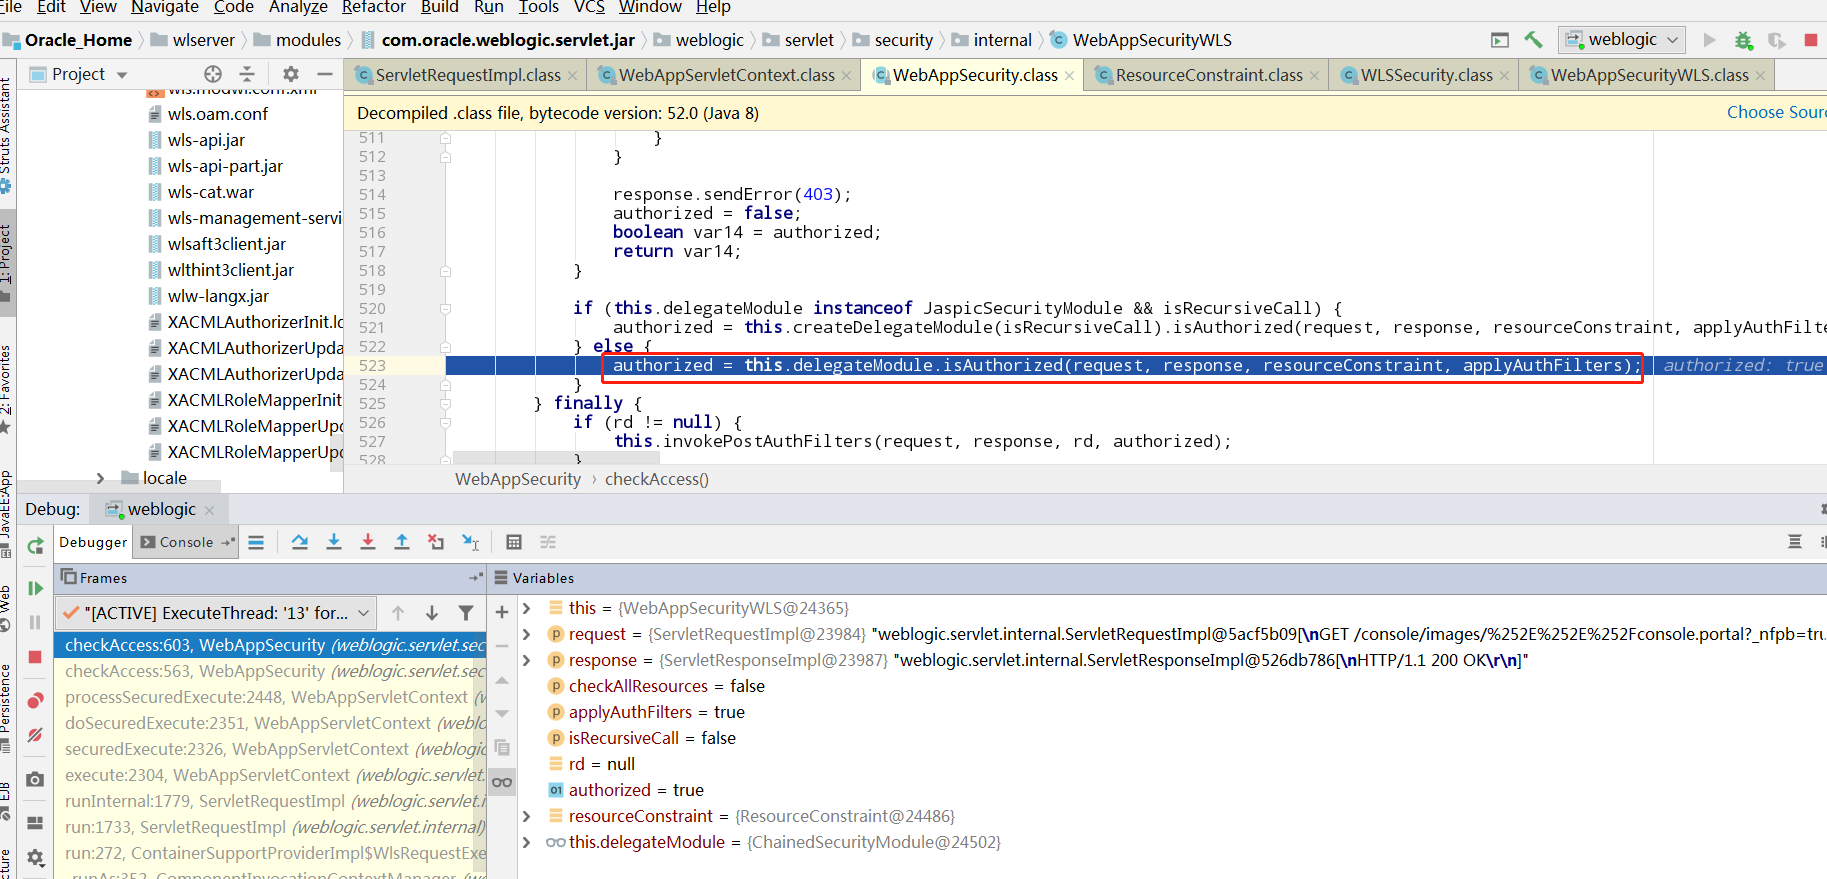 File Edit View Navigate Code Analyze Refactor Build Run Tools VCS Window Help
Oracle_Home wlserver modules com.oracle.weblogic.servlet.jar weblogic servlet security internal WebAppSecurityWLS weblogic
Project ServletRequestImpl.class WebAppServletContext.class WebAppSecurity.class ResourceConstraint.class WLSSecurity.class WebAppSecurityWLS.class
Struts Assistant
1: Project
2: Favorites
JavaEE:App
Web
Persistence
EJB
wls.modwl.conf.xml
wls.oam.conf
wls-api.jar
wls-api-part.jar
wls-cat.war
wls-management-servi
wlsaft3client.jar
wlthint3client.jar
wlw-langx.jar
XACMLAuthorizerInit.ld
XACMLAuthorizerUpda
XACMLAuthorizerUpda
XACMLRoleMapperInit
XACMLRoleMapperUpd
XACMLRoleMapperUpd
locale
Decompiled .class file, bytecode version: 52.0 (Java 8) Choose Sour
511 }
512 }
513
514 response.sendError(403);
515 authorized = false;
516 boolean var14 = authorized;
517 return var14;
518 }
519
520 if (this.delegateModule instanceof JaspicSecurityModule && isRecursiveCall) {
521 authorized = this.createDelegateModule(isRecursiveCall).isAuthorized(request, response, resourceConstraint, applyAuthFilte
522 } else {
523 authorized = this.delegateModule.isAuthorized(request, response, resourceConstraint, applyAuthFilters); authorized: true
524 }
525 } finally {
526 if (rd != null) {
527 this.invokePostAuthFilters(request, response, rd, authorized);
528 }
WebAppSecurity › checkAccess()
Debug: weblogic
Debugger Console
Frames
"[ACTIVE] ExecuteThread: '13' for...
checkAccess:603, WebAppSecurity (weblogic.servlet.sec
checkAccess:563, WebAppSecurity (weblogic.servlet.sec
processSecuredExecute:2448, WebAppServletContext (w
doSecuredExecute:2351, WebAppServletContext (weblo
securedExecute:2326, WebAppServletContext (weblogic
execute:2304, WebAppServletContext (weblogic.servlet.
runInternal:1779, ServletRequestImpl (weblogic.servlet.i
run:1733, ServletRequestImpl (weblogic.servlet.internal)
run:272, ContainerSupportProviderImpl$WlsRequestExe
runAs:352, ComponentInvocationContextManager (we
Variables
this = {WebAppSecurityWLS@24365}
request = {ServletRequestImpl@23984} "weblogic.servlet.internal.ServletRequestImpl@5acf5b09[\nGET /console/images/%252E%252E%252Fconsole.portal?_nfpb=tru...
response = {ServletResponseImpl@23987} "weblogic.servlet.internal.ServletResponseImpl@526db786[\nHTTP/1.1 200 OK\r\n]"
checkAllResources = false
applyAuthFilters = true
isRecursiveCall = false
rd = null
authorized = true
resourceConstraint = {ResourceConstraint@24486}
this.delegateModule = {ChainedSecurityModule@24502}